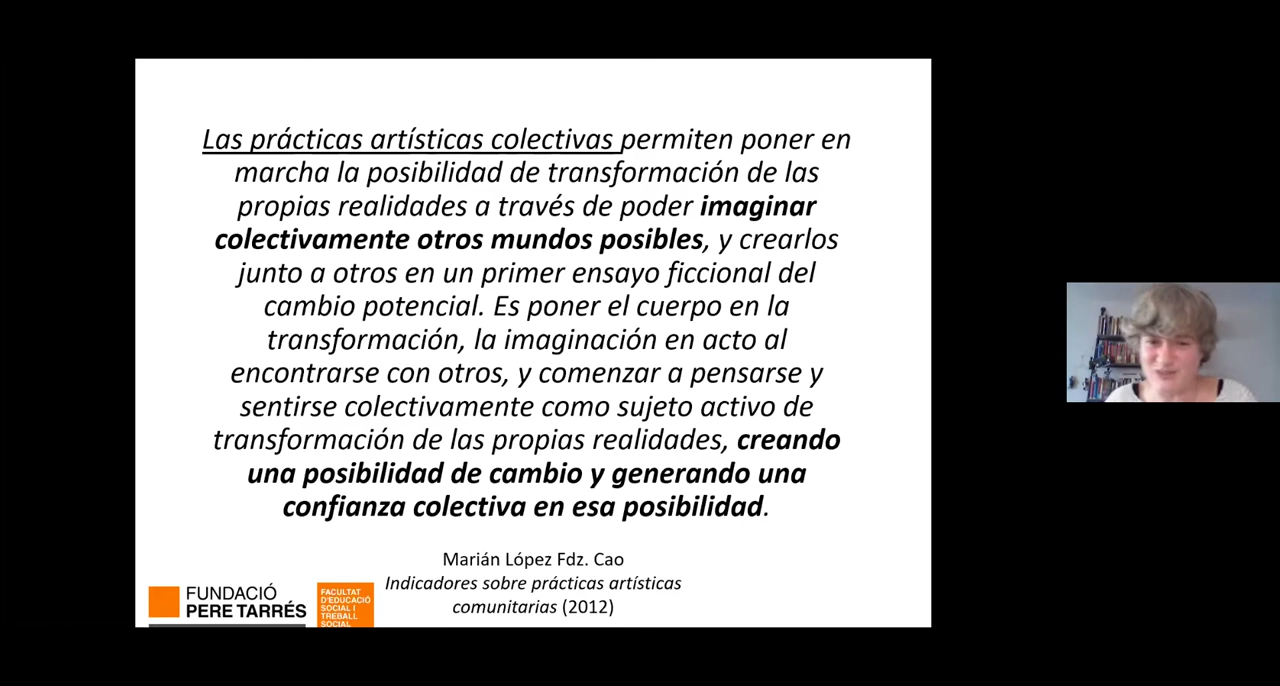 Las prácticas artísticas colectivas permiten poner en
marcha la posibilidad de transformación de las
propias realidades a través de poder imaginar
colectivamente otros mundos posibles, y crearlos
junto a otros en un primer ensayo ficcional del
cambio potencial. Es poner el cuerpo en la
transformación, la imaginación en acto al
encontrarse con otros, y comenzar a pensarse y
sentirse colectivamente como sujeto activo de
transformación de las propias realidades, creando
una posibilidad de cambio y generando una
confianza colectiva en esa posibilidad.
Marián López Fdz. Cao
Indicadores sobre prácticas artísticas
comunitarias (2012)
FUNDACIÓ
PERE TARRÉS
FACULTAT
D'EDUCACIÓ
SOCIAL I
TREBALL
SOCIAL